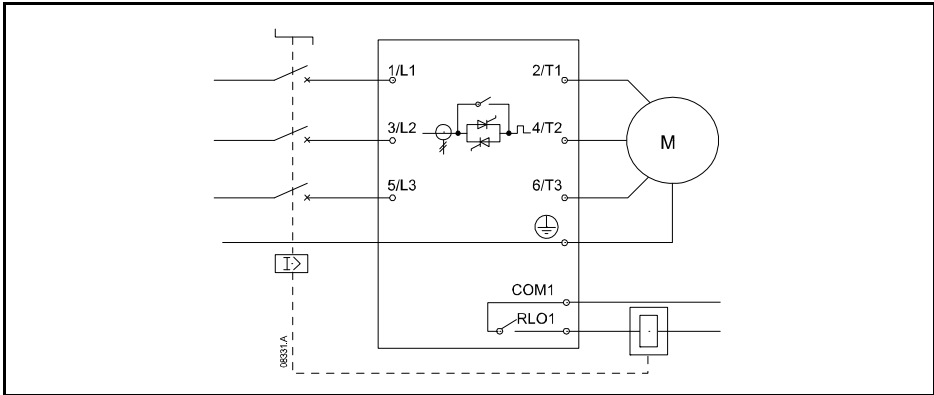 1/L1
2/T1
3/L2
4/T2
M
5/L3
6/T3
I>
COM1
RLO1
08331.A